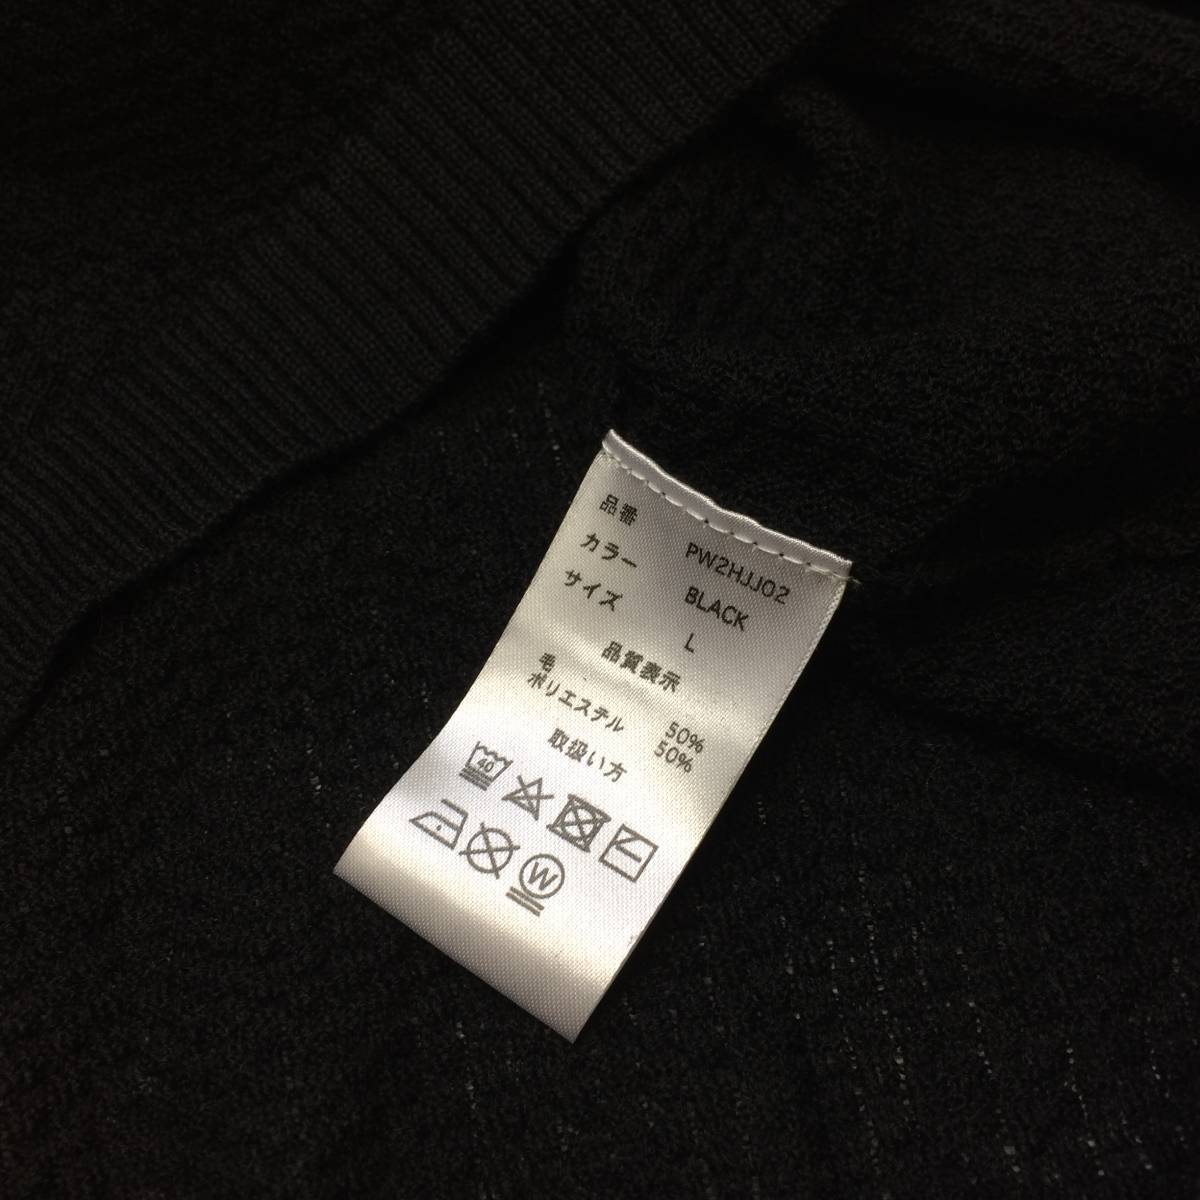 品番 PW2HJJ02
カラー BLACK
サイズ L
品質表示
毛 50%
ポリエステル 50%
取扱い方
40
W